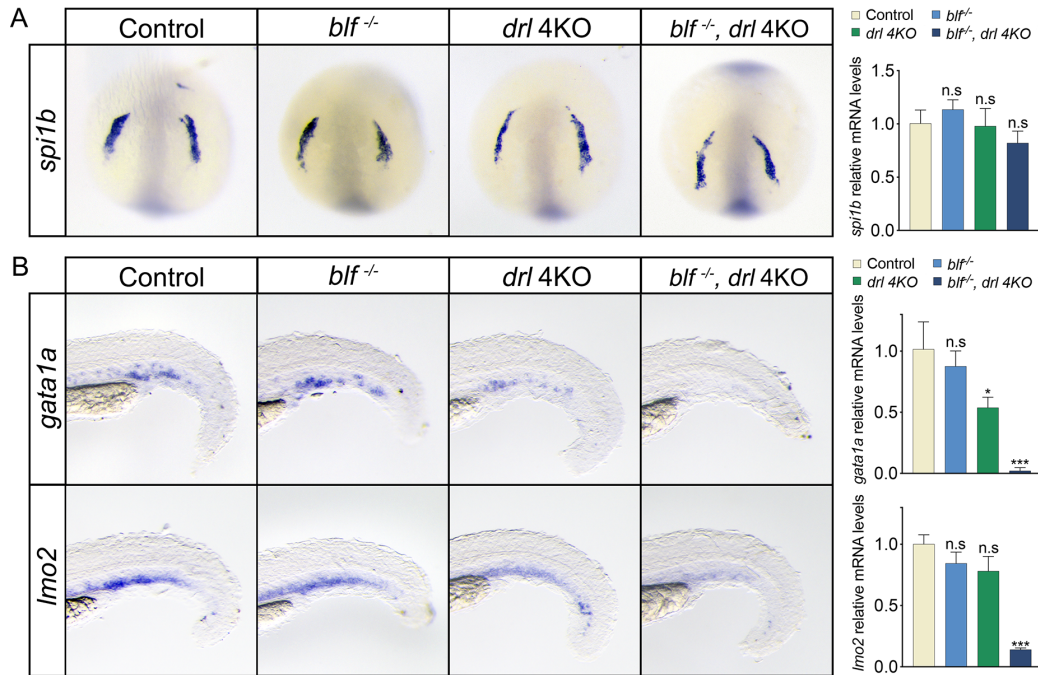 A
Control
blf -/-
drl 4KO
blf -/-, drl 4KO
spi1b
Control
blf-/-
drl 4KO
blf-/-, drl 4KO
spi1b relative mRNA levels
1.5
1.0
0.5
0.0
n.s
n.s
n.s
B
Control
blf -/-
drl 4KO
blf -/-, drl 4KO
gata1a
lmo2
Control
blf-/-
drl 4KO
blf-/-, drl 4KO
gata1a relative mRNA levels
1.0
0.5
0.0
n.s
*
***
lmo2 relative mRNA levels
1.0
0.5
0.0
n.s
n.s
***